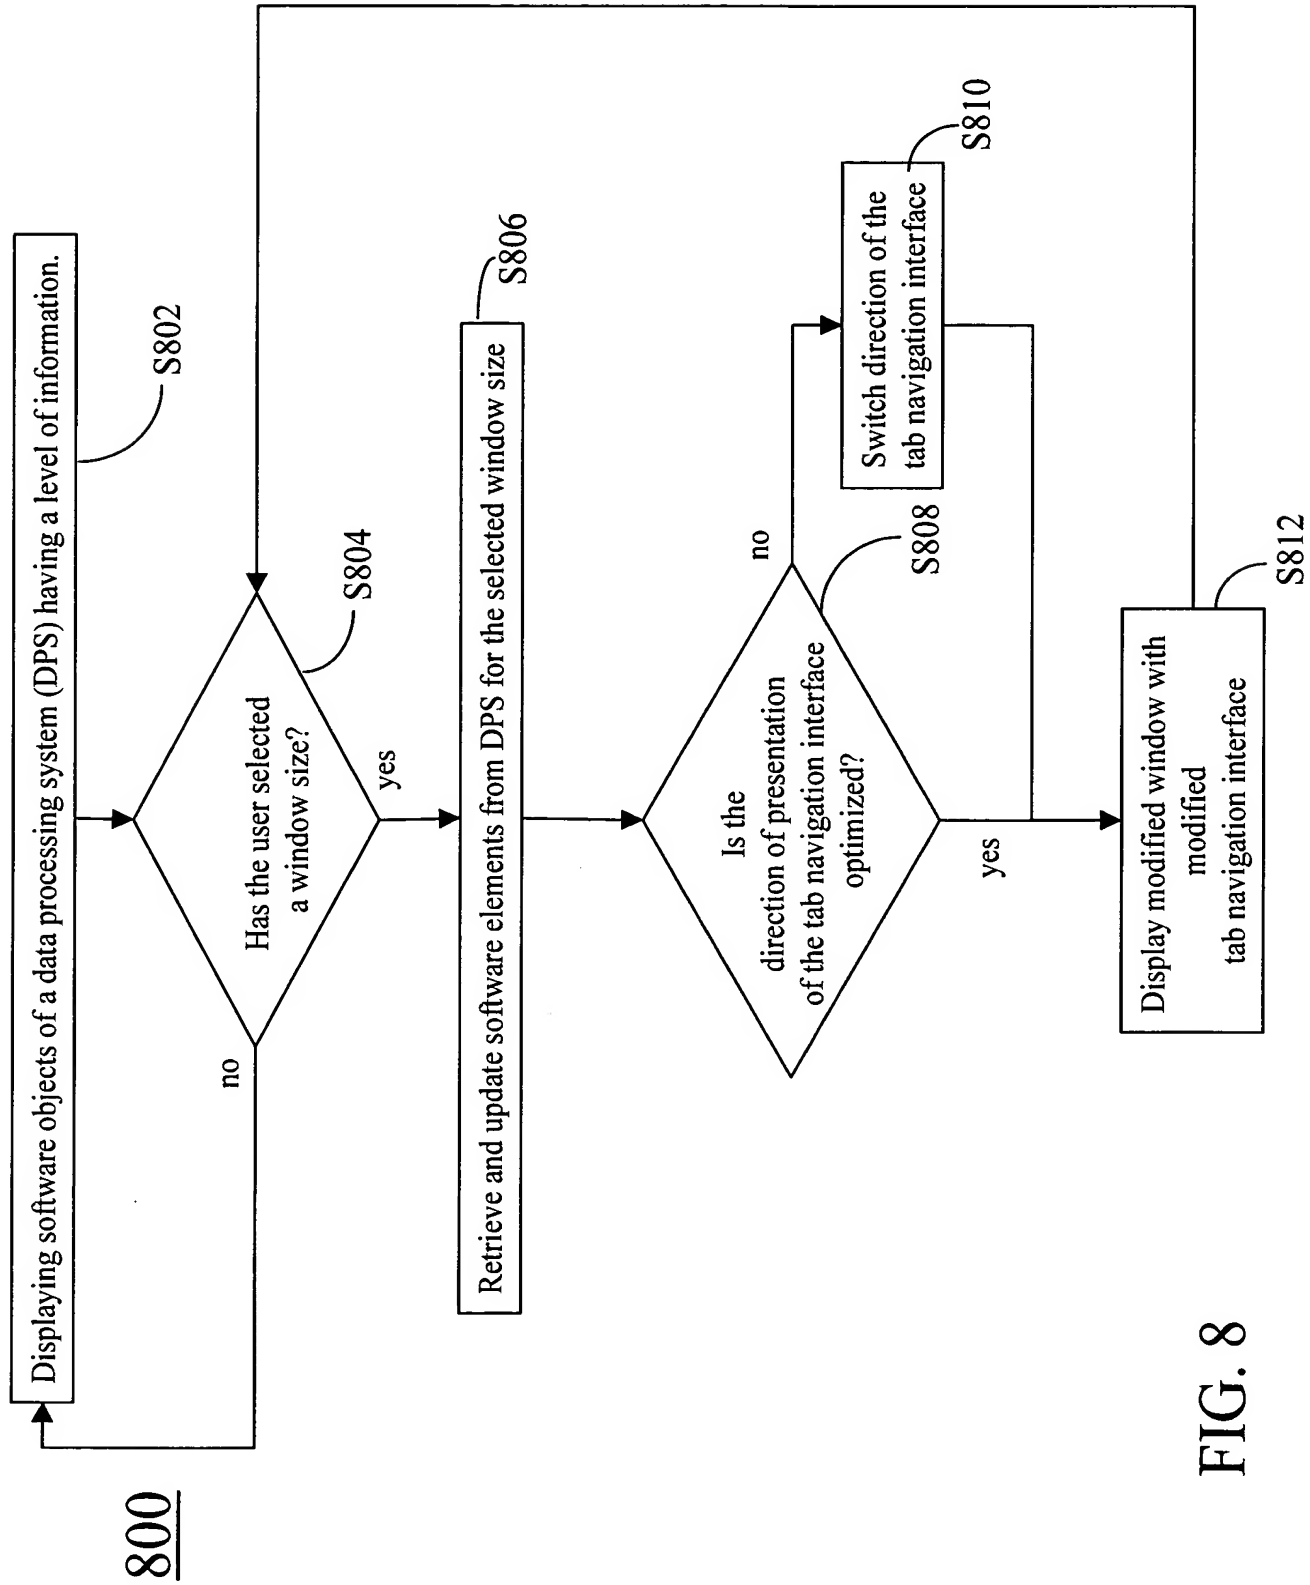 800
Displaying software objects of a data processing system (DPS) having a level of information.
S802
Has the user selected
a window size?
S804
no
yes
Retrieve and update software elements from DPS for the selected window size
S806
Is the
direction of presentation
of the tab navigation interface
optimized?
S808
no
yes
Switch direction of the
tab navigation interface
S810
Display modified window with
modified
tab navigation interface
S812
FIG. 8